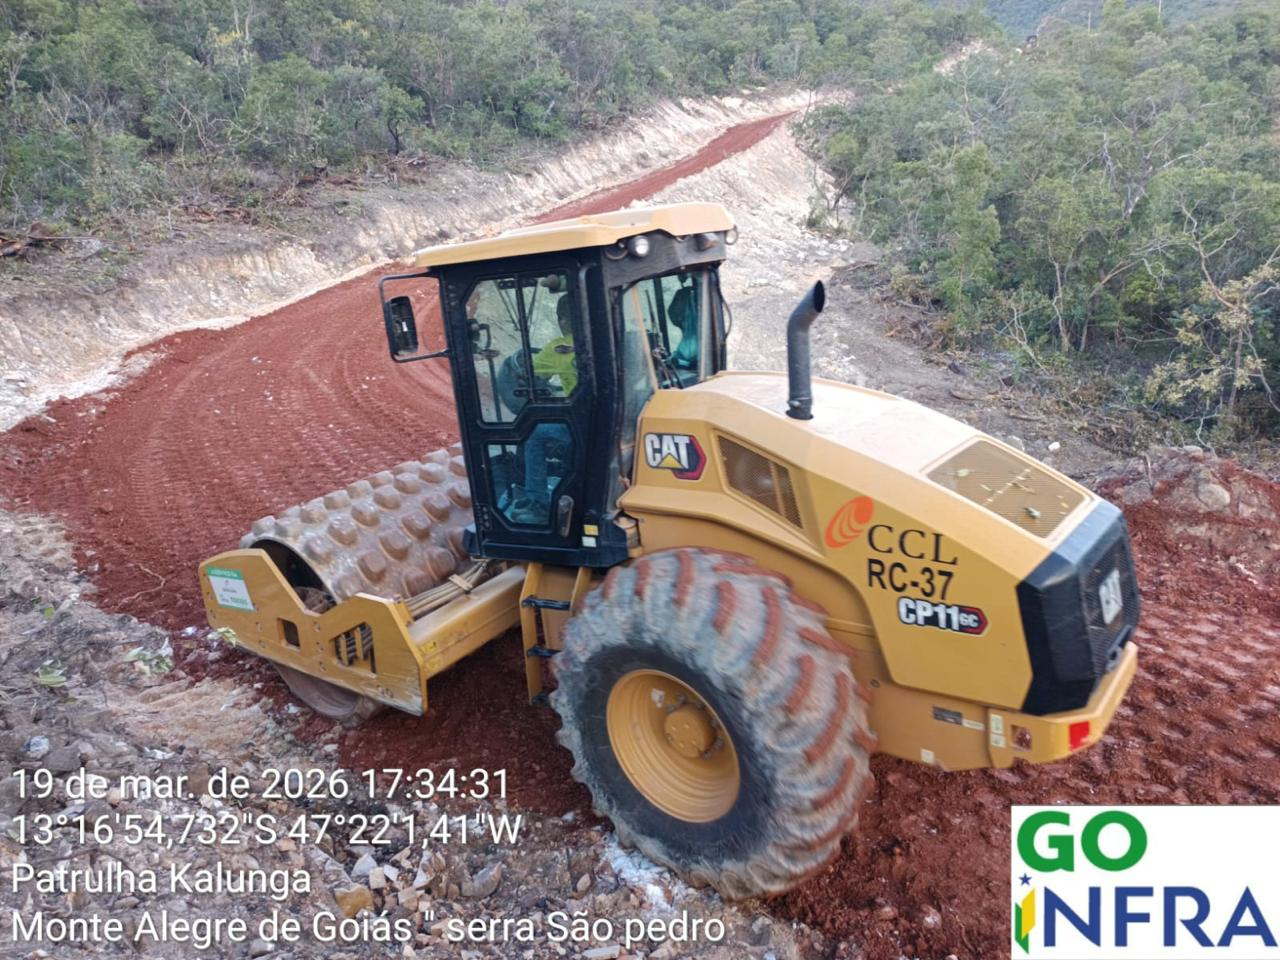 CAT
CCL
RC-37
CP11GC
19 de mar. de 2026 17:34:31
13°16'54,732"S 47°22'1,41"W
Patrulha Kalunga
Monte Alegre de Goiás " serra São pedro
GO
INFRA